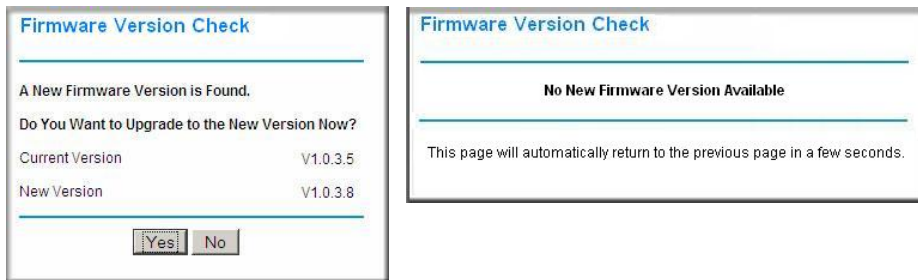 Firmware Version Check
A New Firmware Version is Found.
Do You Want to Upgrade to the New Version Now?
Current Version V1.0.3.5
New Version V1.0.3.8
Yes No
Firmware Version Check
No New Firmware Version Available
This page will automatically return to the previous page in a few seconds.